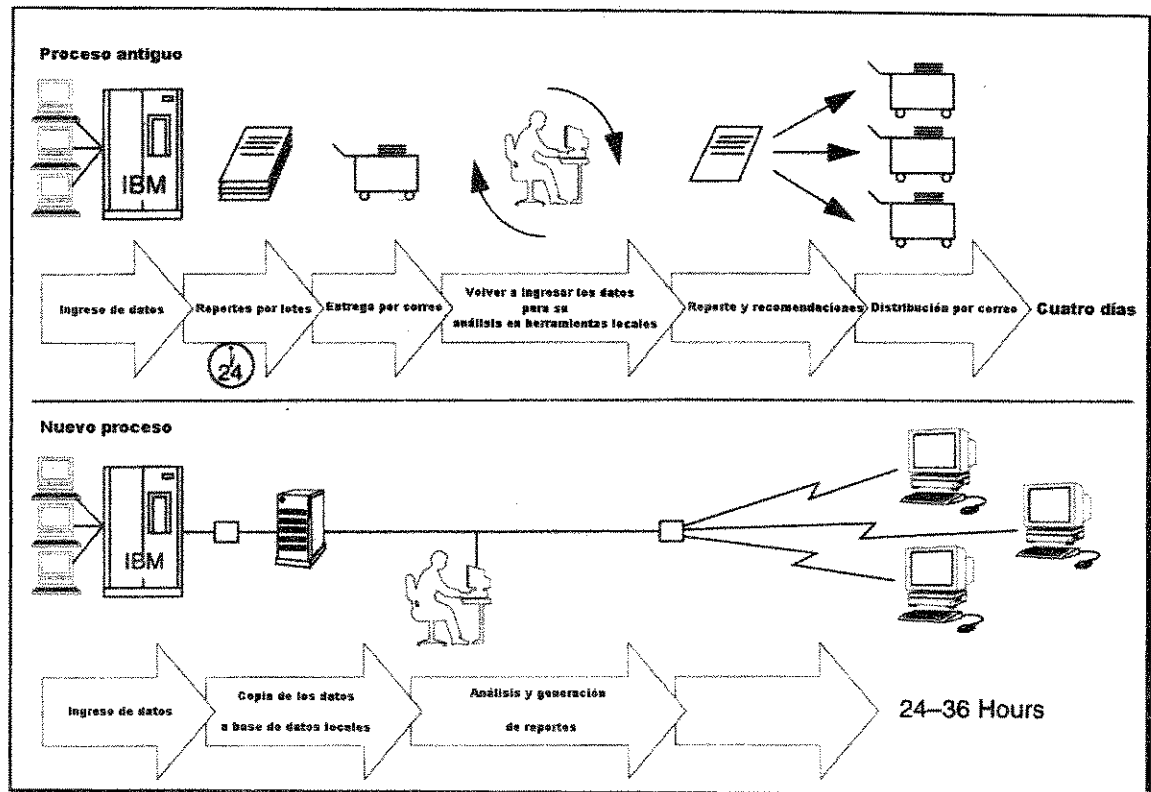 Proceso antiguo
IBM
Ingreso de datos
Reportes por lotes
24
Entrega por correo
Volver a ingresar los datos
para su
análisis en herramientas locales
Reporte y recomendaciones
Distribución por correo
Cuatro días
Nuevo proceso
IBM
Ingreso de datos
Copia de los datos
a base de datos locales
Análisis y generación
de reportes
24–36 Hours